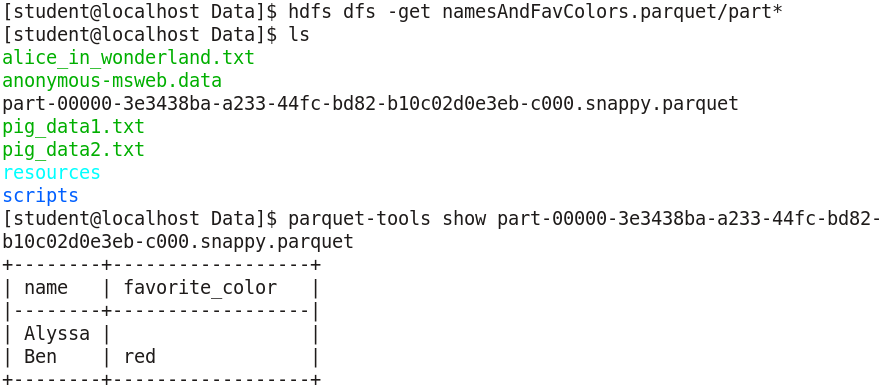 [student@localhost Data]$ hdfs dfs -get namesAndFavColors.parquet/part*
[student@localhost Data]$ ls
alice_in_wonderland.txt
anonymous-msweb.data
part-00000-3e3438ba-a233-44fc-bd82-b10c02d0e3eb-c000.snappy.parquet
pig_data1.txt
pig_data2.txt
resources
scripts
[student@localhost Data]$ parquet-tools show part-00000-3e3438ba-a233-44fc-bd82-
b10c02d0e3eb-c000.snappy.parquet
+--------+------------------+
| name   | favorite_color   |
|--------+------------------|
| Alyssa |                  |
| Ben    | red              |
+--------+------------------+